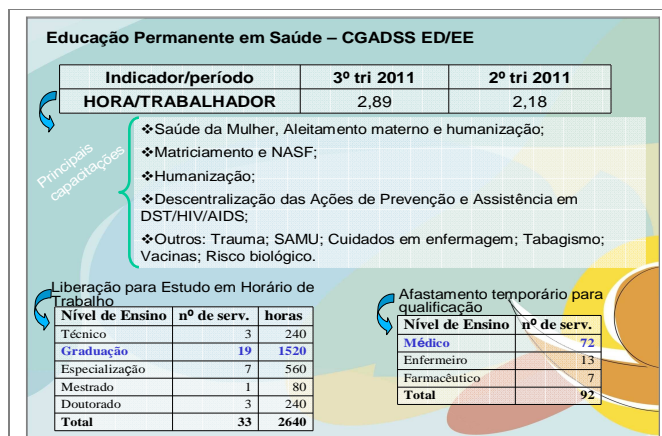 Educação Permanente em Saúde – CGADSS ED/EE
Indicador/período 3º tri 2011 2º tri 2011
HORA/TRABALHADOR 2,89 2,18
Principais
capacitações
❖Saúde da Mulher, Aleitamento materno e humanização;
❖Matriciamento e NASF;
❖Humanização;
❖Descentralização das Ações de Prevenção e Assistência em
DST/HIV/AIDS;
❖Outros: Trauma; SAMU; Cuidados em enfermagem; Tabagismo;
Vacinas; Risco biológico.
Liberação para Estudo em Horário de
Trabalho
Nível de Ensino nº de serv. horas
Técnico 3 240
Graduação 19 1520
Especialização 7 560
Mestrado 1 80
Doutorado 3 240
Total 33 2640
Afastamento temporário para
qualificação
Nível de Ensino nº de serv.
Médico 72
Enfermeiro 13
Farmacêutico 7
Total 92